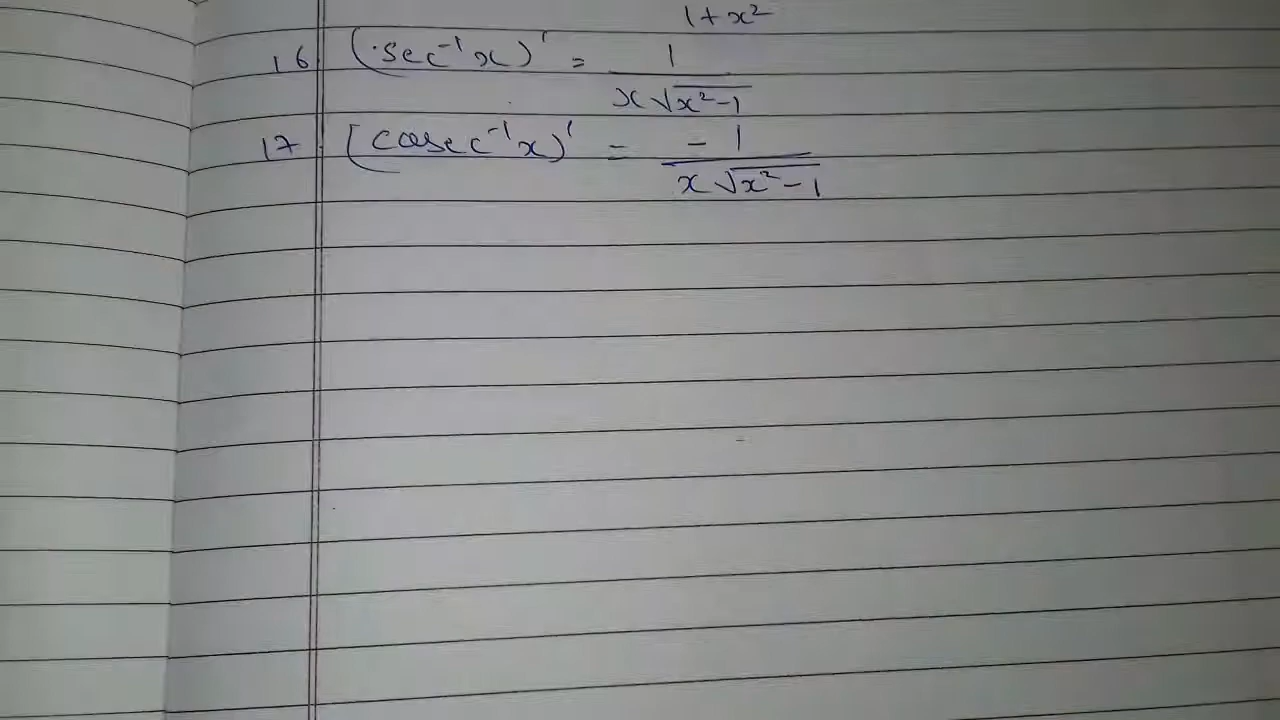 1+x²
16 (sec⁻¹x)' = 1
x√x²-1
17 (cosec⁻¹x)' = -1
x√x²-1